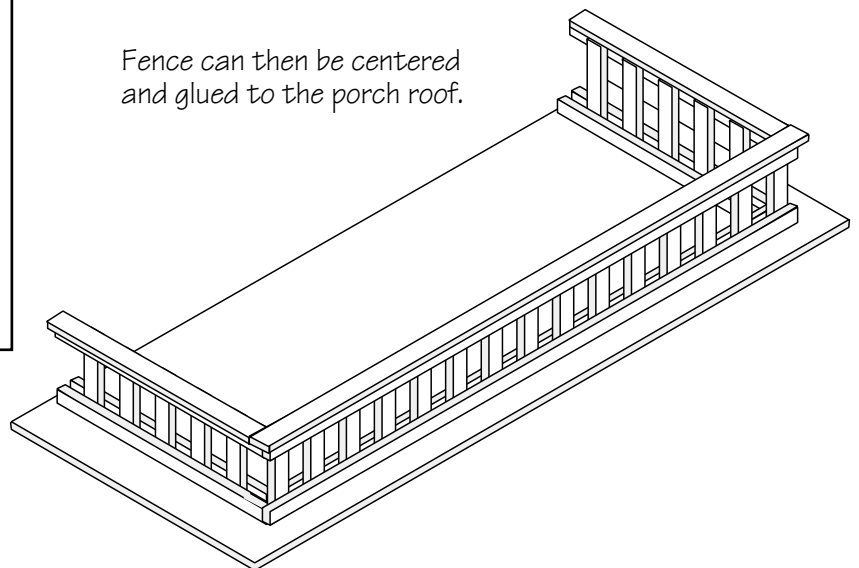 Fence can then be centered
and glued to the porch roof.